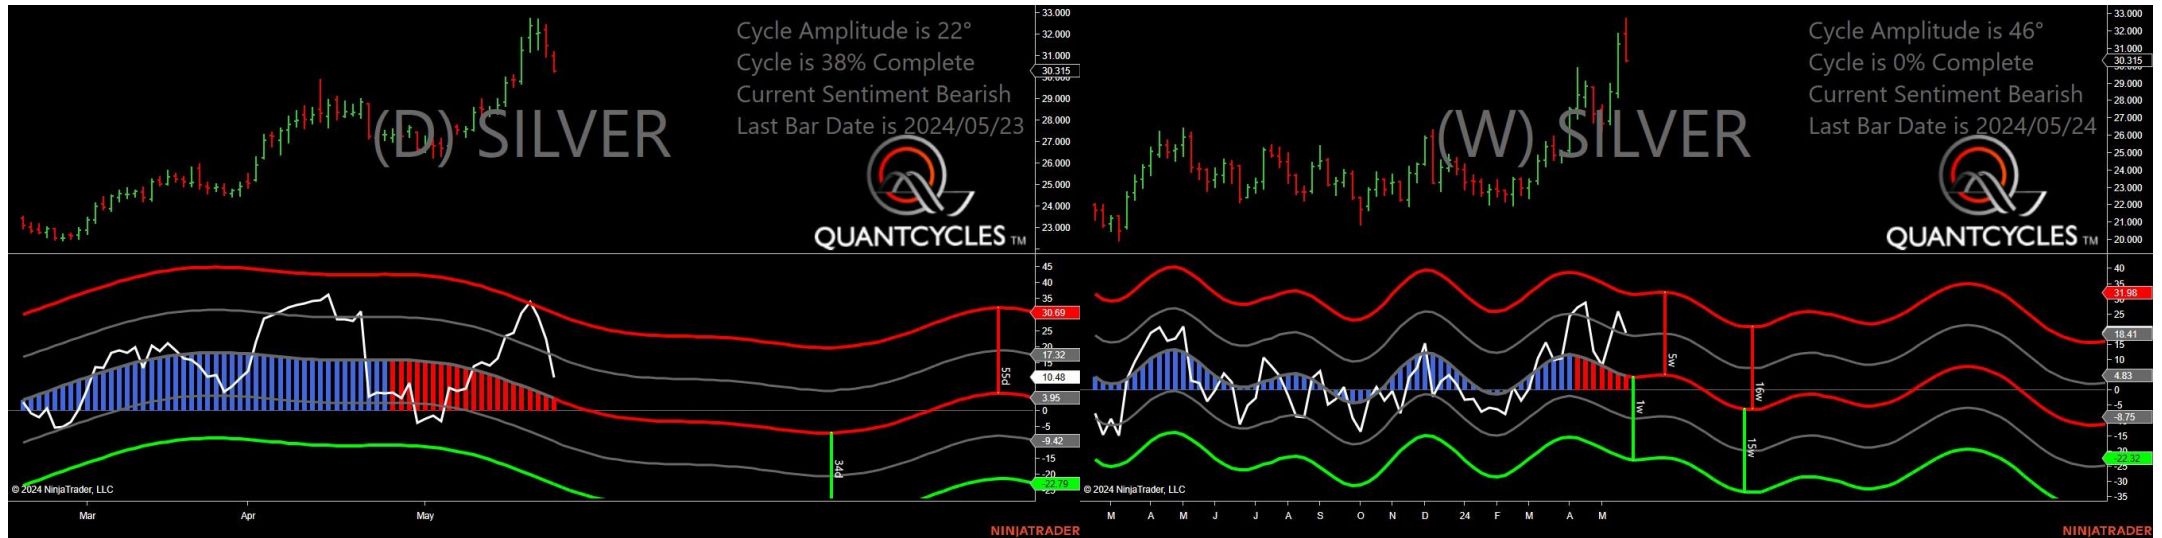 Cycle Amplitude is 22°
Cycle is 38% Complete
Current Sentiment Bearish
Last Bar Date is 2024/05/23
(D) SILVER
QUANTCYCLES TM
33.000
32.000
31.000
30.315
29.000
28.000
27.000
26.000
25.000
24.000
23.000
45
40
35
30.69
25
20
17.32
15
10.48
3.95
0
-5
-9.42
-15
-20
-22.79
-25
55d
34d
© 2024 NinjaTrader, LLC
Mar Apr May
NINJATRADER
Cycle Amplitude is 46°
Cycle is 0% Complete
Current Sentiment Bearish
Last Bar Date is 2024/05/24
(W) SILVER
QUANTCYCLES TM
33.000
32.000
31.000
30.315
29.000
28.000
27.000
26.000
25.000
24.000
23.000
22.000
21.000
20.000
40
35
31.98
25
18.41
15
10
4.83
0
-5
-8.75
-15
-20
-22.32
-25
-30
-35
5w
16w
1w
15w
© 2024 NinjaTrader, LLC
M A M J J A S O N D 24 F M A M
NINJATRADER